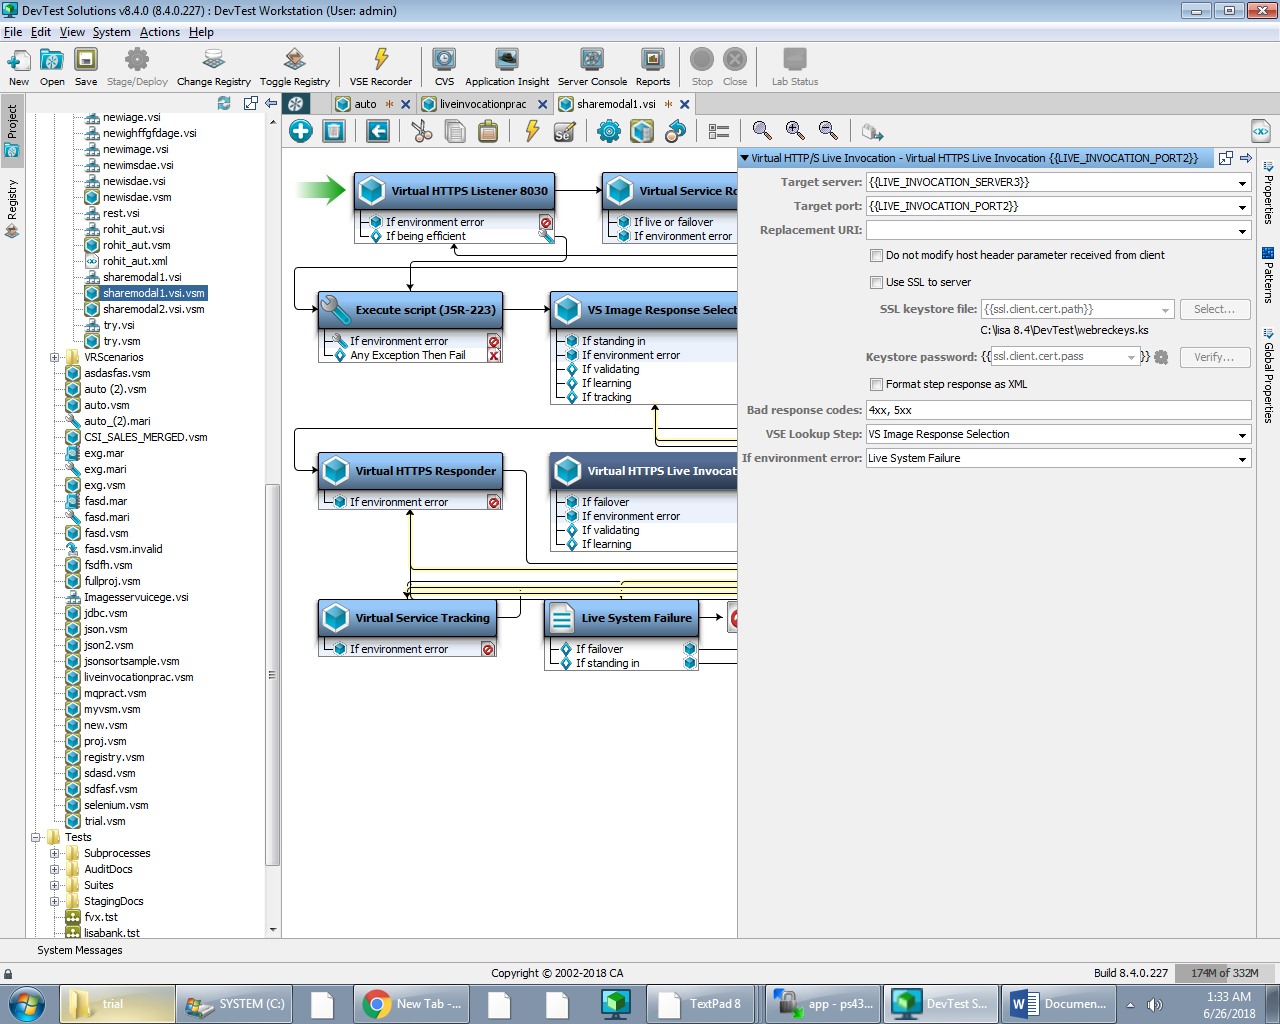 DevTest Solutions v8.4.0 (8.4.0.227) : DevTest Workstation (User: admin)
File Edit View System Actions Help
New Open Save Stage/Deploy Change Registry Toggle Registry VSE Recorder CVS Application Insight Server Console Reports Stop Close Lab Status
Project
Registry
newiage.vsi
newighffgfdage.vsi
newimage.vsi
newimsdae.vsi
newisdae.vsi
newisdae.vsm
rest.vsi
rohit_aut.vsi
rohit_aut.vsm
rohit_aut.xml
sharemodal1.vsi
sharemodal1.vsi.vsm
sharemodal2.vsi.vsm
try.vsi
try.vsm
VRScenarios
asdasfas.vsm
auto (2).vsm
auto.vsm
auto_(2).mari
CSI_SALES_MERGED.vsm
exg.mar
exg.mari
exg.vsm
fasd.mar
fasd.mari
fasd.vsm
fasd.vsm.invalid
fsdfh.vsm
fullproj.vsm
Imagesservuicege.vsi
jdbc.vsm
json.vsm
json2.vsm
jsonsortsample.vsm
liveinvocationprac.vsm
mqpract.vsm
myvsm.vsm
new.vsm
proj.vsm
registry.vsm
sdasd.vsm
sdfasf.vsm
selenium.vsm
trial.vsm
Tests
Subprocesses
AuditDocs
Suites
StagingDocs
fvx.tst
lisabank.tst
auto liveinvocationprac sharemodal1.vsi
Virtual HTTPS Listener 8030
If environment error
If being efficient
Virtual Service Ro
If live or failover
If environment error
Execute script (JSR-223)
If environment error
Any Exception Then Fail
VS Image Response Select
If standing in
If environment error
If validating
If learning
If tracking
Virtual HTTPS Responder
If environment error
Virtual HTTPS Live Invocat
If failover
If environment error
If validating
If learning
Virtual Service Tracking
If environment error
Live System Failure
If failover
If standing in
Virtual HTTP/S Live Invocation - Virtual HTTPS Live Invocation {{LIVE_INVOCATION_PORT2}}
Target server: {{LIVE_INVOCATION_SERVER3}}
Target port: {{LIVE_INVOCATION_PORT2}}
Replacement URI:
Do not modify host header parameter received from client
Use SSL to server
SSL keystore file: {{ssl.client.cert.path}} Select...
C:\lisa 8.4\DevTest\webreckeys.ks
Keystore password: {{ ssl.client.cert.pass }} Verify...
Format step response as XML
Bad response codes: 4xx, 5xx
VSE Lookup Step: VS Image Response Selection
If environment error: Live System Failure
Properties
Patterns
Global Properties
System Messages
Copyright © 2002-2018 CA
Build 8.4.0.227 174M of 332M
trial SYSTEM (C:) New Tab -... TextPad 8 app - ps43... DevTest S... Documen...
1:33 AM
6/26/2018